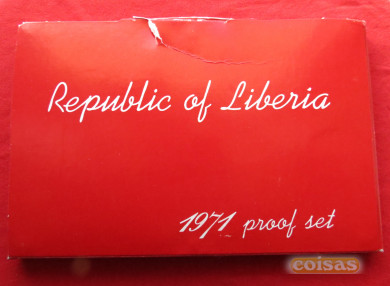 Republic of Liberia
1971 proof set
coisas